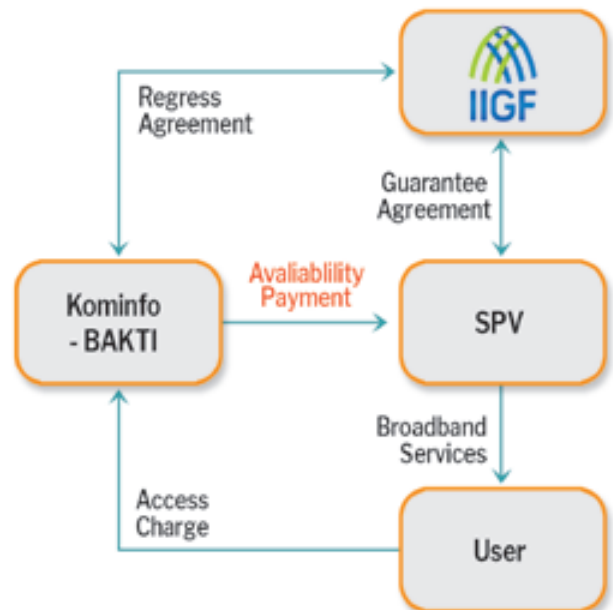 IIGF
Regress
Agreement
Guarantee
Agreement
Kominfo
- BAKTI
Avaliablility
Payment
SPV
Broadband
Services
Access
Charge
User